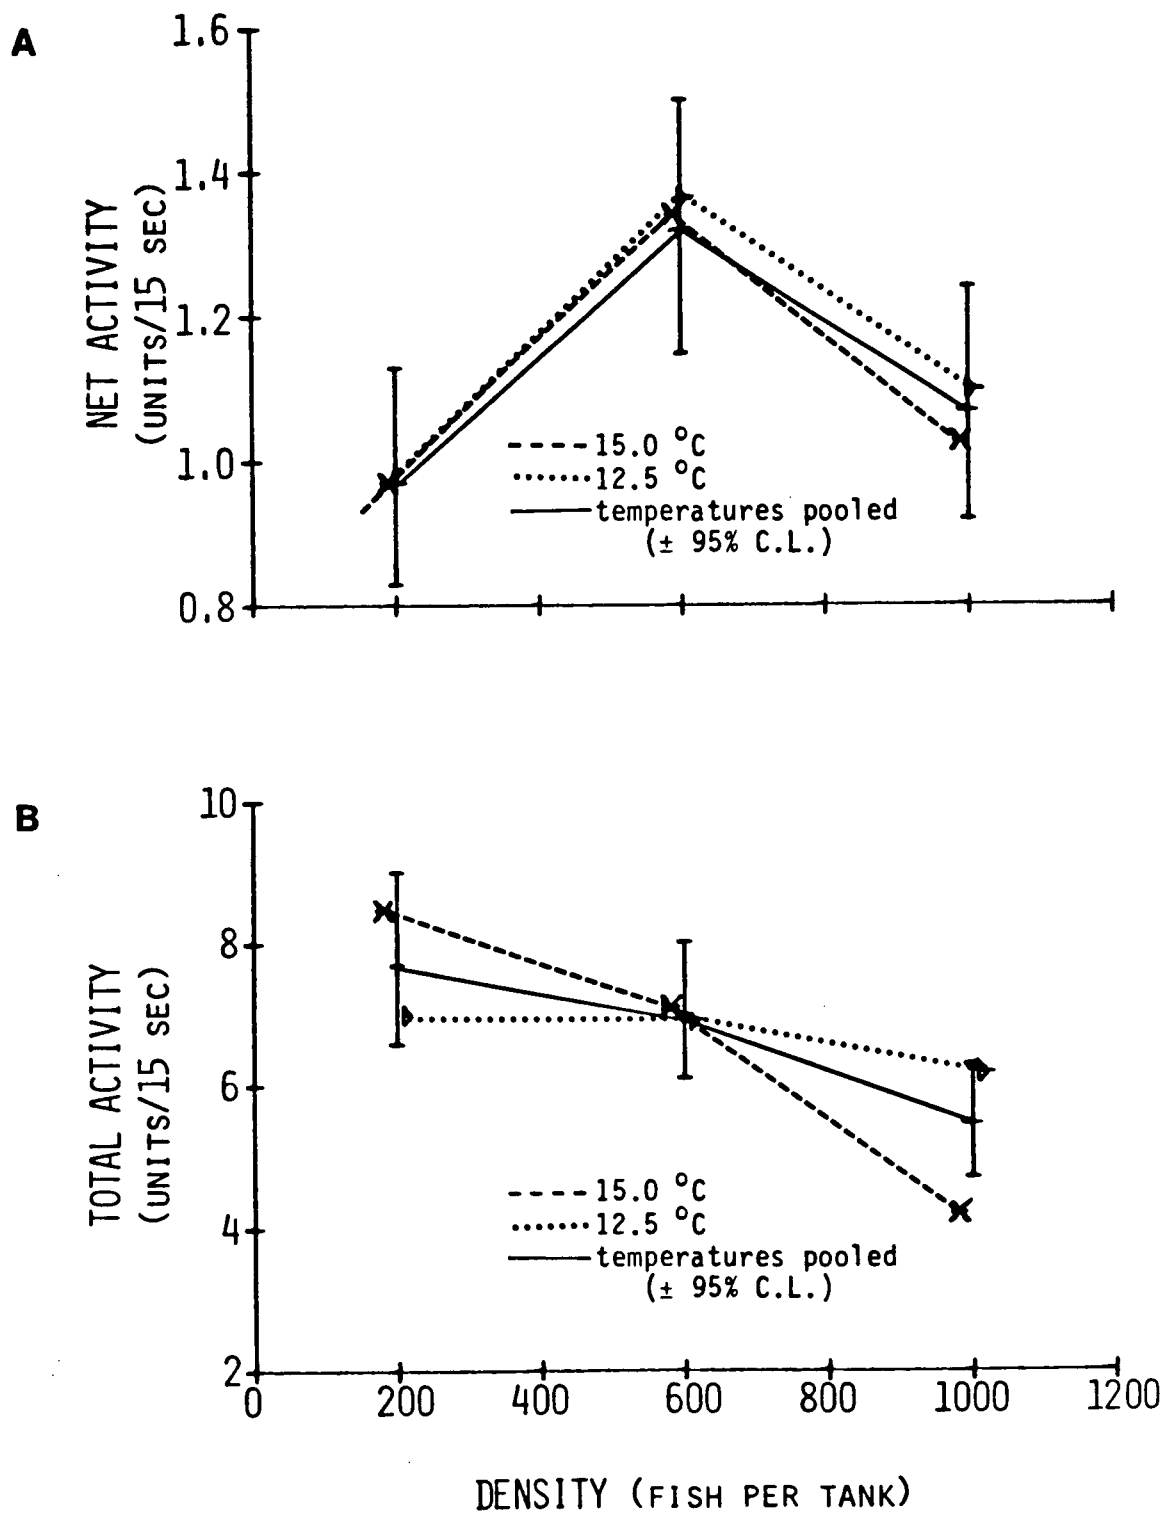 A
1.6
1.4
1.2
1.0
0.8
NET ACTIVITY
(UNITS/15 SEC)
15.0 °C
12.5 °C
temperatures pooled
(± 95% C.L.)
B
10
8
6
4
2
TOTAL ACTIVITY
(UNITS/15 SEC)
15.0 °C
12.5 °C
temperatures pooled
(± 95% C.L.)
0 200 400 600 800 1000 1200
DENSITY (FISH PER TANK)